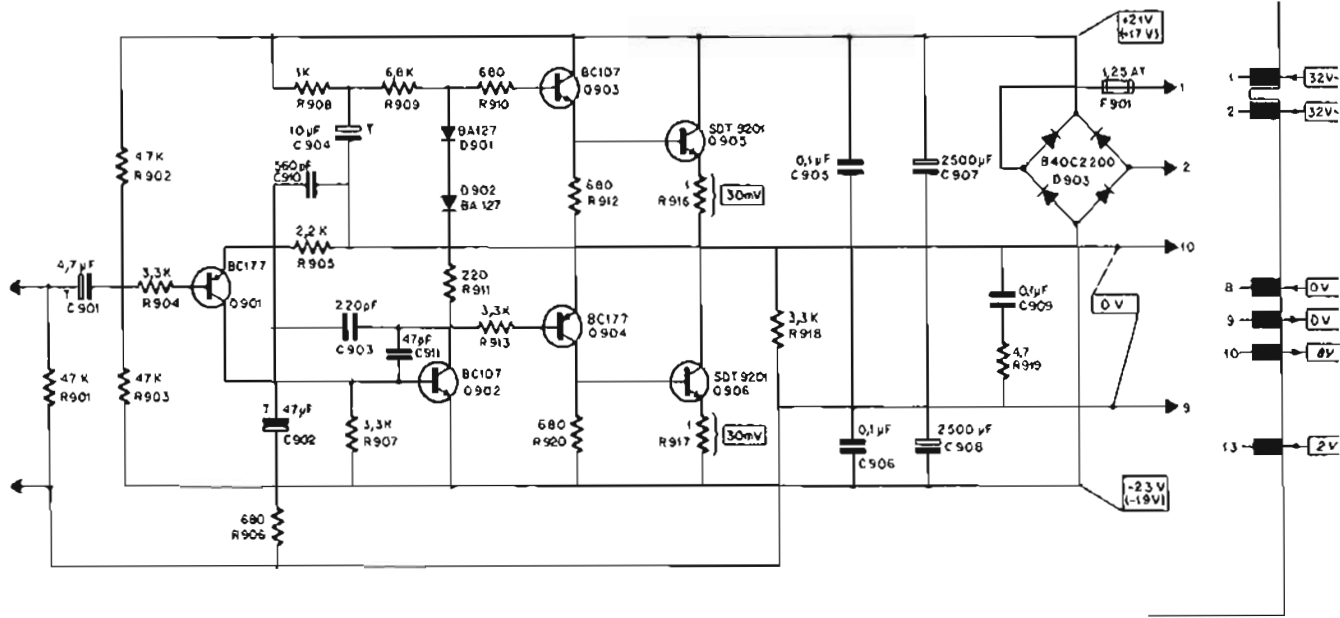 +21V
(+17V)
1K
R908
6,8K
R909
680
R910
BC107
Q903
1,25 AT
F901
1
1
32V~
2
32V~
10µF
C904
T
BA127
D901
SDT 9201
Q905
47K
R902
560pF
C910
0,1µF
C905
2500µF
C907
B40C2200
D903
2
D902
BA127
680
R912
1
R916
30mV
2,2K
R905
10
4,7µF
T
C901
3,3K
R904
BC177
Q901
220
R911
0,1µF
C909
0V
8
0V
220pF
C903
3,3K
R913
BC177
Q904
3,3K
R918
9
0V
47pF
C911
4,7
R919
10
BC107
Q902
SDT 9201
Q906
47K
R901
47K
R903
9
T
47µF
C902
3,3K
R907
680
R920
1
R917
30mV
0,1µF
C906
2500µF
C908
13
2V
-23V
(-19V)
680
R906